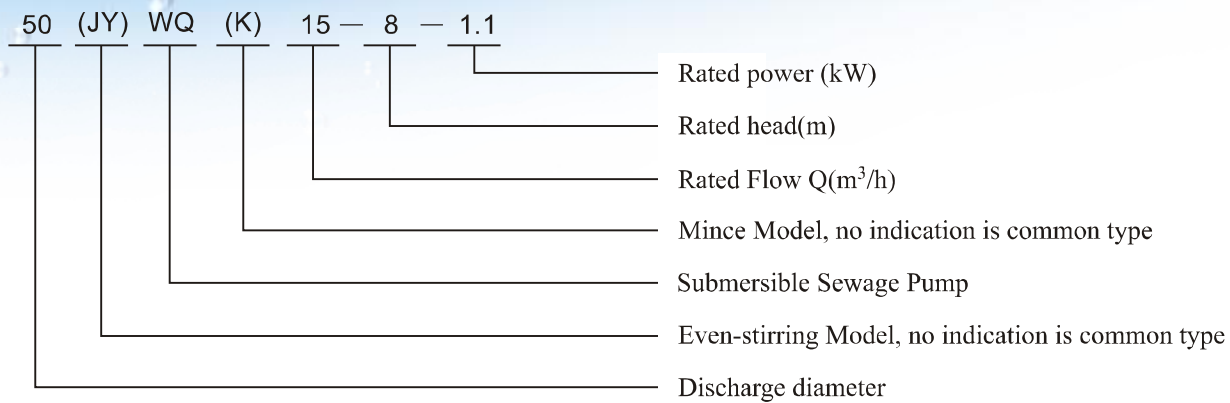 50 (JY) WQ (K) 15 — 8 — 1.1
Rated power (kW)
Rated head(m)
Rated Flow Q(m³/h)
Mince Model, no indication is common type
Submersible Sewage Pump
Even-stirring Model, no indication is common type
Discharge diameter